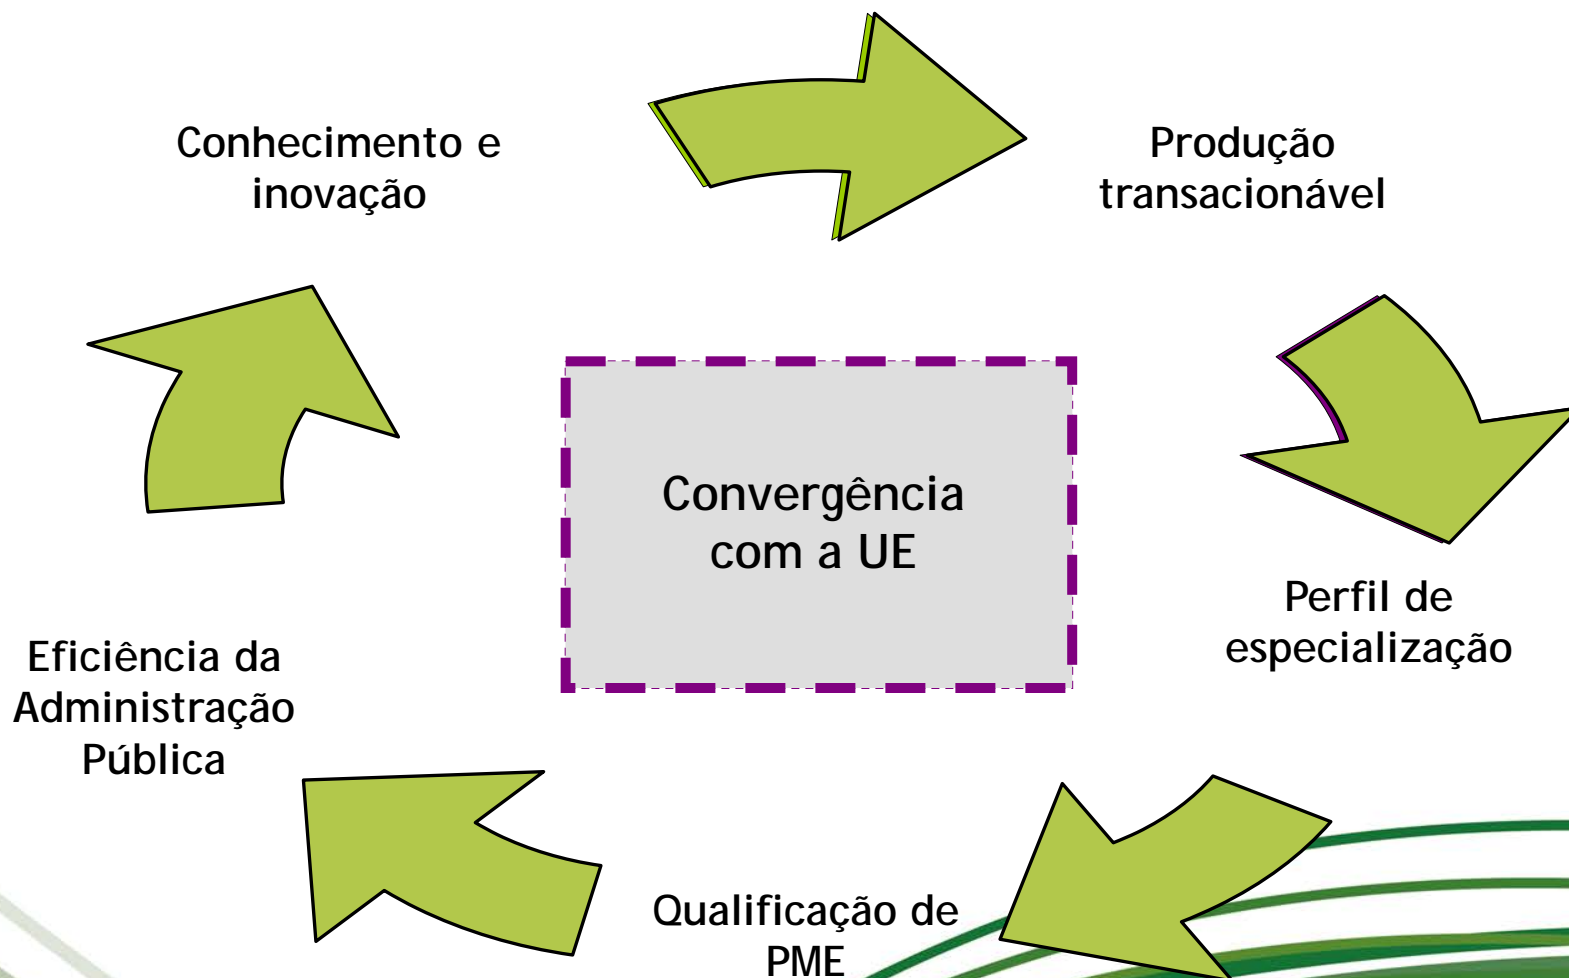 Conhecimento e
inovação
Produção
transacionável
Convergência
com a UE
Perfil de
especialização
Eficiência da
Administração
Pública
Qualificação de
PME